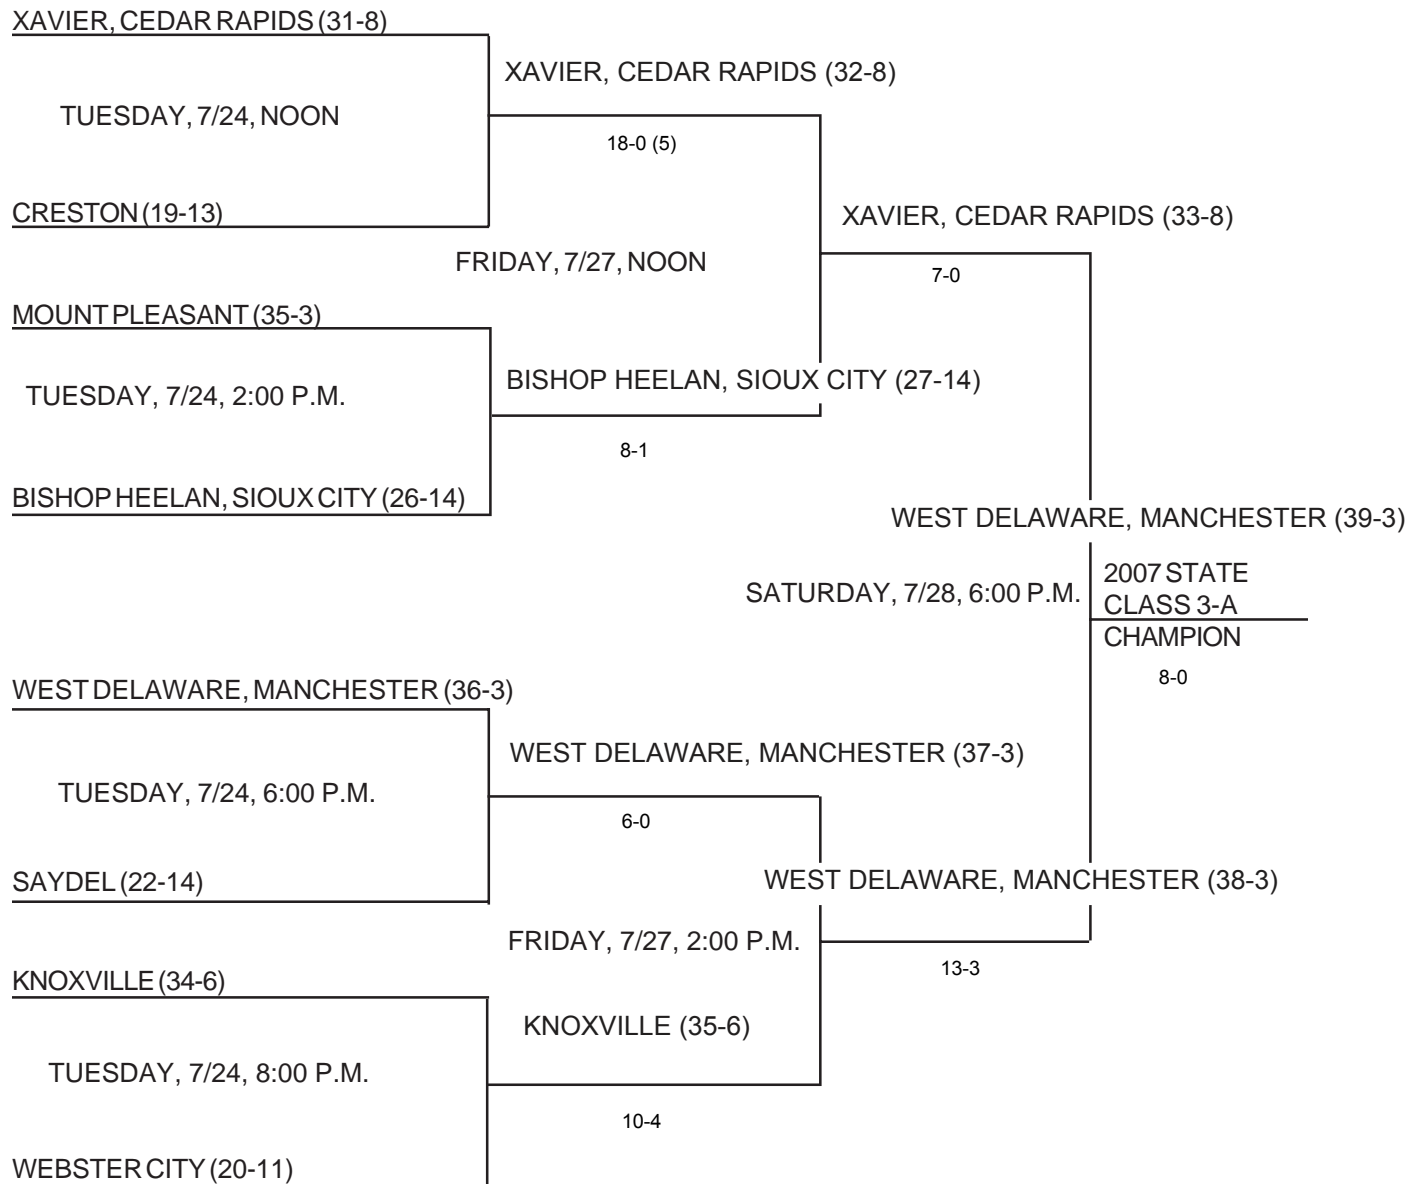 XAVIER, CEDAR RAPIDS (31-8)
XAVIER, CEDAR RAPIDS (32-8)
TUESDAY, 7/24, NOON
18-0 (5)
CRESTON (19-13)
XAVIER, CEDAR RAPIDS (33-8)
FRIDAY, 7/27, NOON
7-0
MOUNT PLEASANT (35-3)
BISHOP HEELAN, SIOUX CITY (27-14)
TUESDAY, 7/24, 2:00 P.M.
8-1
BISHOP HEELAN, SIOUX CITY (26-14)
WEST DELAWARE, MANCHESTER (39-3)
SATURDAY, 7/28, 6:00 P.M.
2007 STATE
CLASS 3-A
CHAMPION
8-0
WEST DELAWARE, MANCHESTER (36-3)
WEST DELAWARE, MANCHESTER (37-3)
TUESDAY, 7/24, 6:00 P.M.
6-0
SAYDEL (22-14)
WEST DELAWARE, MANCHESTER (38-3)
FRIDAY, 7/27, 2:00 P.M.
13-3
KNOXVILLE (34-6)
KNOXVILLE (35-6)
TUESDAY, 7/24, 8:00 P.M.
10-4
WEBSTER CITY (20-11)